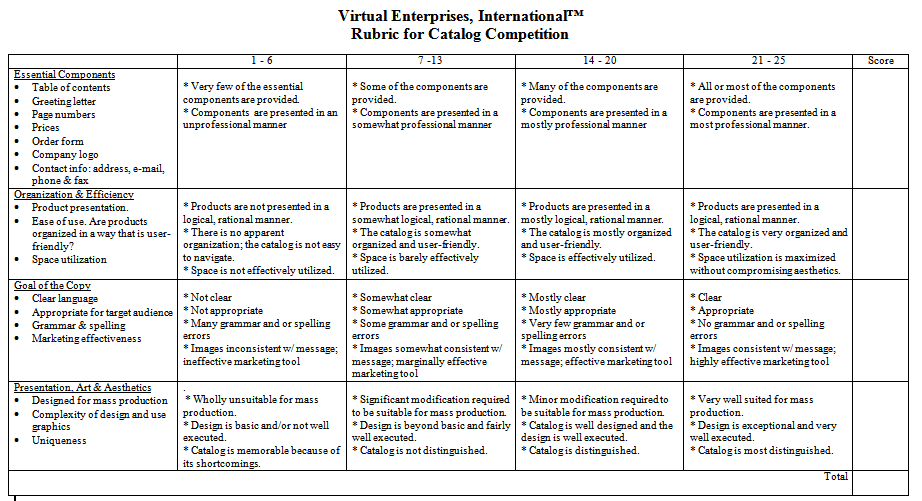 Virtual Enterprises, International™
Rubric for Catalog Competition
1 - 6
7 -13
14 - 20
21 - 25
Score
Essential Components
• Table of contents
• Greeting letter
• Page numbers
• Prices
• Order form
• Company logo
• Contact info: address, e-mail,
phone & fax
* Very few of the essential
components are provided.
* Components are presented in an
unprofessional manner
* Some of the components are
provided.
* Components are presented in a
somewhat professional manner
* Many of the components are
provided.
* Components are presented in a
mostly professional manner
* All or most of the components
are provided.
* Components are presented in a
most professional manner.
Organization & Efficiency
• Product presentation.
• Ease of use. Are products
organized in a way that is user-
friendly?
• Space utilization
* Products are not presented in a
logical, rational manner.
* There is no apparent
organization; the catalog is not easy
to navigate.
* Space is not effectively utilized.
* Products are presented in a
somewhat logical, rational manner.
* The catalog is somewhat
organized and user-friendly.
* Space is barely effectively
utilized.
* Products are presented in a
mostly logical, rational manner.
* The catalog is mostly organized
and user-friendly.
* Space is effectively utilized.
* Products are presented in a
logical, rational manner.
* The catalog is very organized and
user-friendly.
* Space utilization is maximized
without compromising aesthetics.
Goal of the Copy
• Clear language
• Appropriate for target audience
• Grammar & spelling
• Marketing effectiveness
* Not clear
* Not appropriate
* Many grammar and or spelling
errors
* Images inconsistent w/ message;
ineffective marketing tool
* Somewhat clear
* Somewhat appropriate
* Some grammar and or spelling
errors
* Images somewhat consistent w/
message; marginally effective
marketing tool
* Mostly clear
* Mostly appropriate
* Very few grammar and or
spelling errors
* Images mostly consistent w/
message; effective marketing tool
* Clear
* Appropriate
* No grammar and or spelling
errors
* Images consistent w/ message;
highly effective marketing tool
Presentation, Art & Aesthetics
• Designed for mass production
• Complexity of design and use
graphics
• Uniqueness
.
* Wholly unsuitable for mass
production.
* Design is basic and/or not well
executed.
* Catalog is memorable because of
its shortcomings.
* Significant modification required
to be suitable for mass production.
* Design is beyond basic and fairly
well executed.
* Catalog is not distinguished.
* Minor modification required to
be suitable for mass production.
* Catalog is well designed and the
design is well executed.
* Catalog is distinguished.
* Very well suited for mass
production.
* Design is exceptional and very
well executed.
* Catalog is most distinguished.
Total